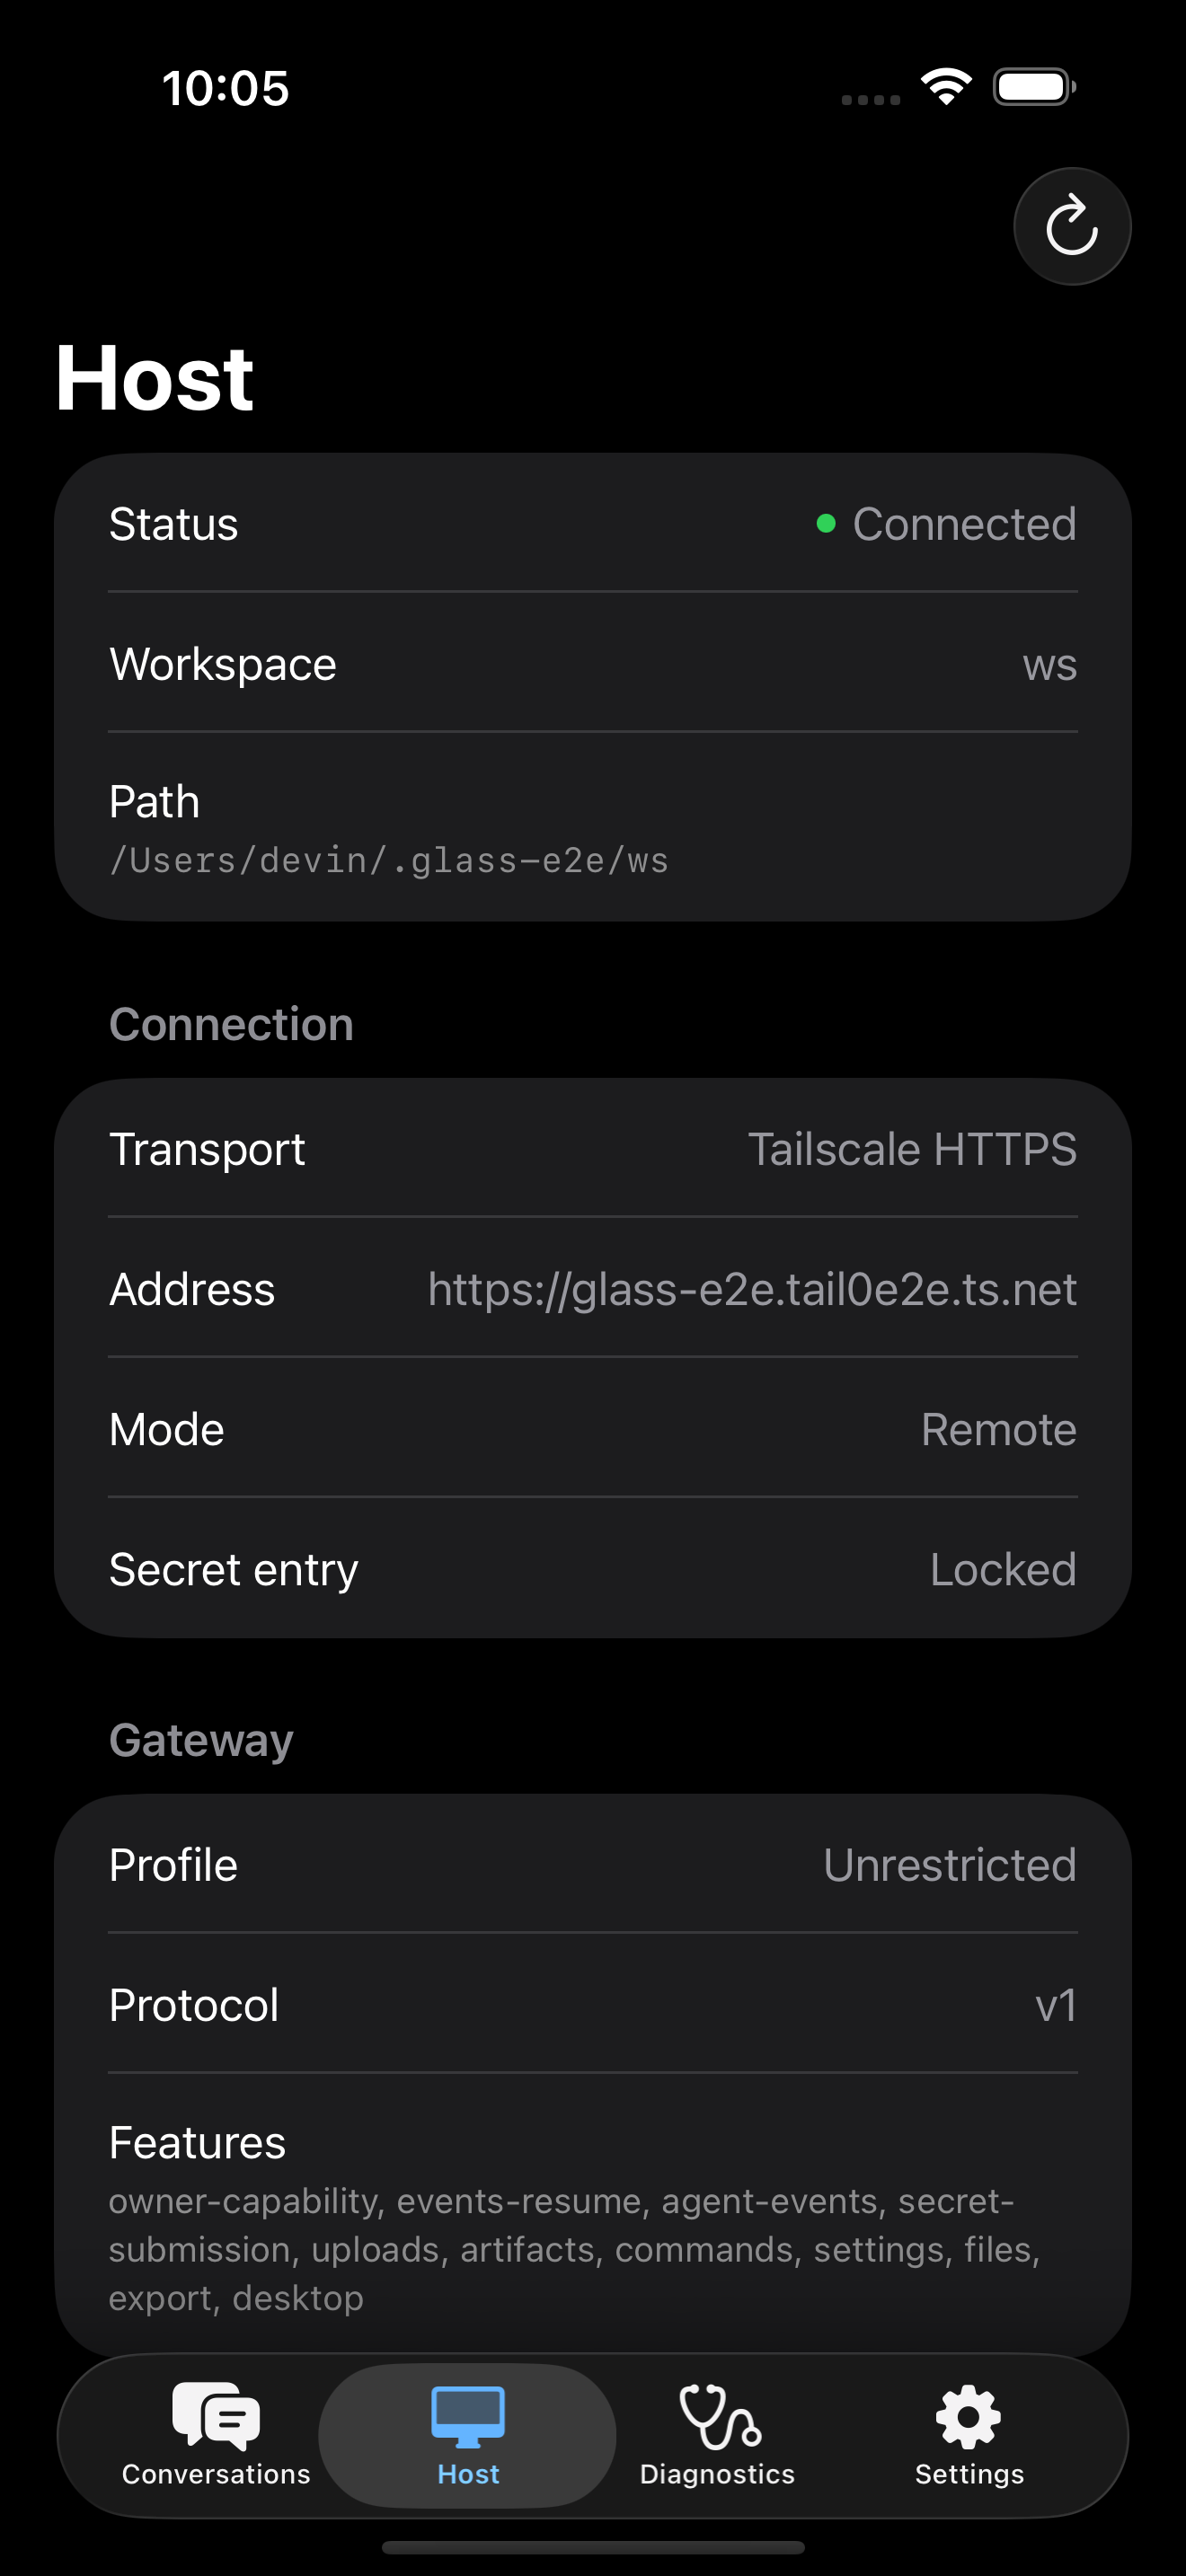 10:05
Host
Status
Connected
Workspace
ws
Path
/Users/devin/.glass-e2e/ws
Connection
Transport
Tailscale HTTPS
Address
https://glass-e2e.tail0e2e.ts.net
Mode
Remote
Secret entry
Locked
Gateway
Profile
Unrestricted
Protocol
v1
Features
owner-capability, events-resume, agent-events, secret-
submission, uploads, artifacts, commands, settings, files,
export, desktop
Conversations
Host
Diagnostics
Settings